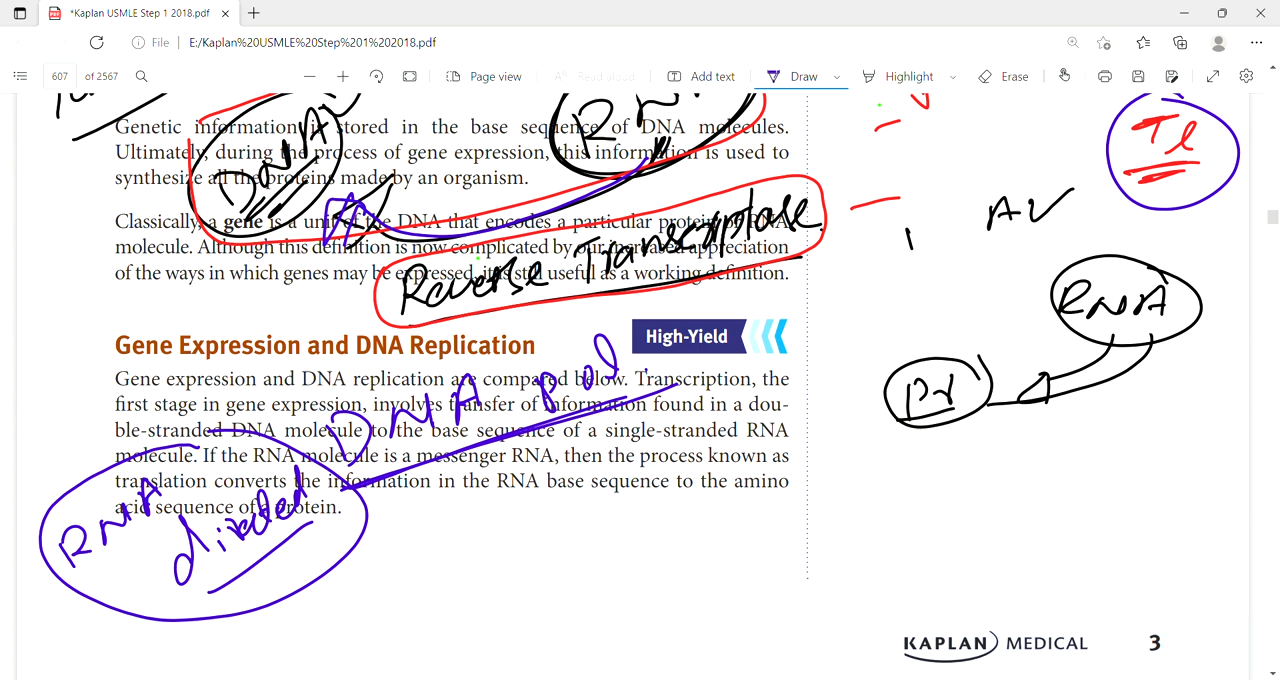 *Kaplan USMLE Step 1 2018.pdf
File E:/Kaplan%20USMLE%20Step%201%202018.pdf
607 of 2567 Page view Read aloud Add text Draw Highlight Erase
Genetic information is stored in the base sequence of DNA molecules.
Ultimately, during the process of gene expression, this information is used to
synthesize all the proteins made by an organism.
Classically, a gene is a unit of the DNA that encodes a particular protein or RNA
molecule. Although this definition is now complicated by our increased appreciation
of the ways in which genes may be expressed, it is still useful as a working definition.
DNA
Reverse Transcriptase
Gene Expression and DNA Replication
High-Yield
Gene expression and DNA replication are compared below. Transcription, the
first stage in gene expression, involves transfer of information found in a dou-
ble-stranded DNA molecule to the base sequence of a single-stranded RNA
molecule. If the RNA molecule is a messenger RNA, then the process known as
translation converts the information in the RNA base sequence to the amino
acid sequence of a protein.
RNA
directed
DNA Pol
Tl
RNA
Pr
KAPLAN MEDICAL 3